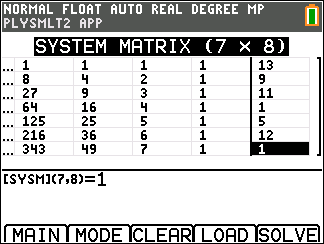 NORMAL FLOAT AUTO REAL DEGREE MP
PLYSMLT2 APP
SYSTEM MATRIX (7 × 8)
... 1 1 1 1 13
... 8 4 2 1 9
... 27 9 3 1 11
... 64 16 4 1 1
... 125 25 5 1 5
... 216 36 6 1 12
... 343 49 7 1 1
[SYSM](7,8)=1
MAIN MODE CLEAR LOAD SOLVE